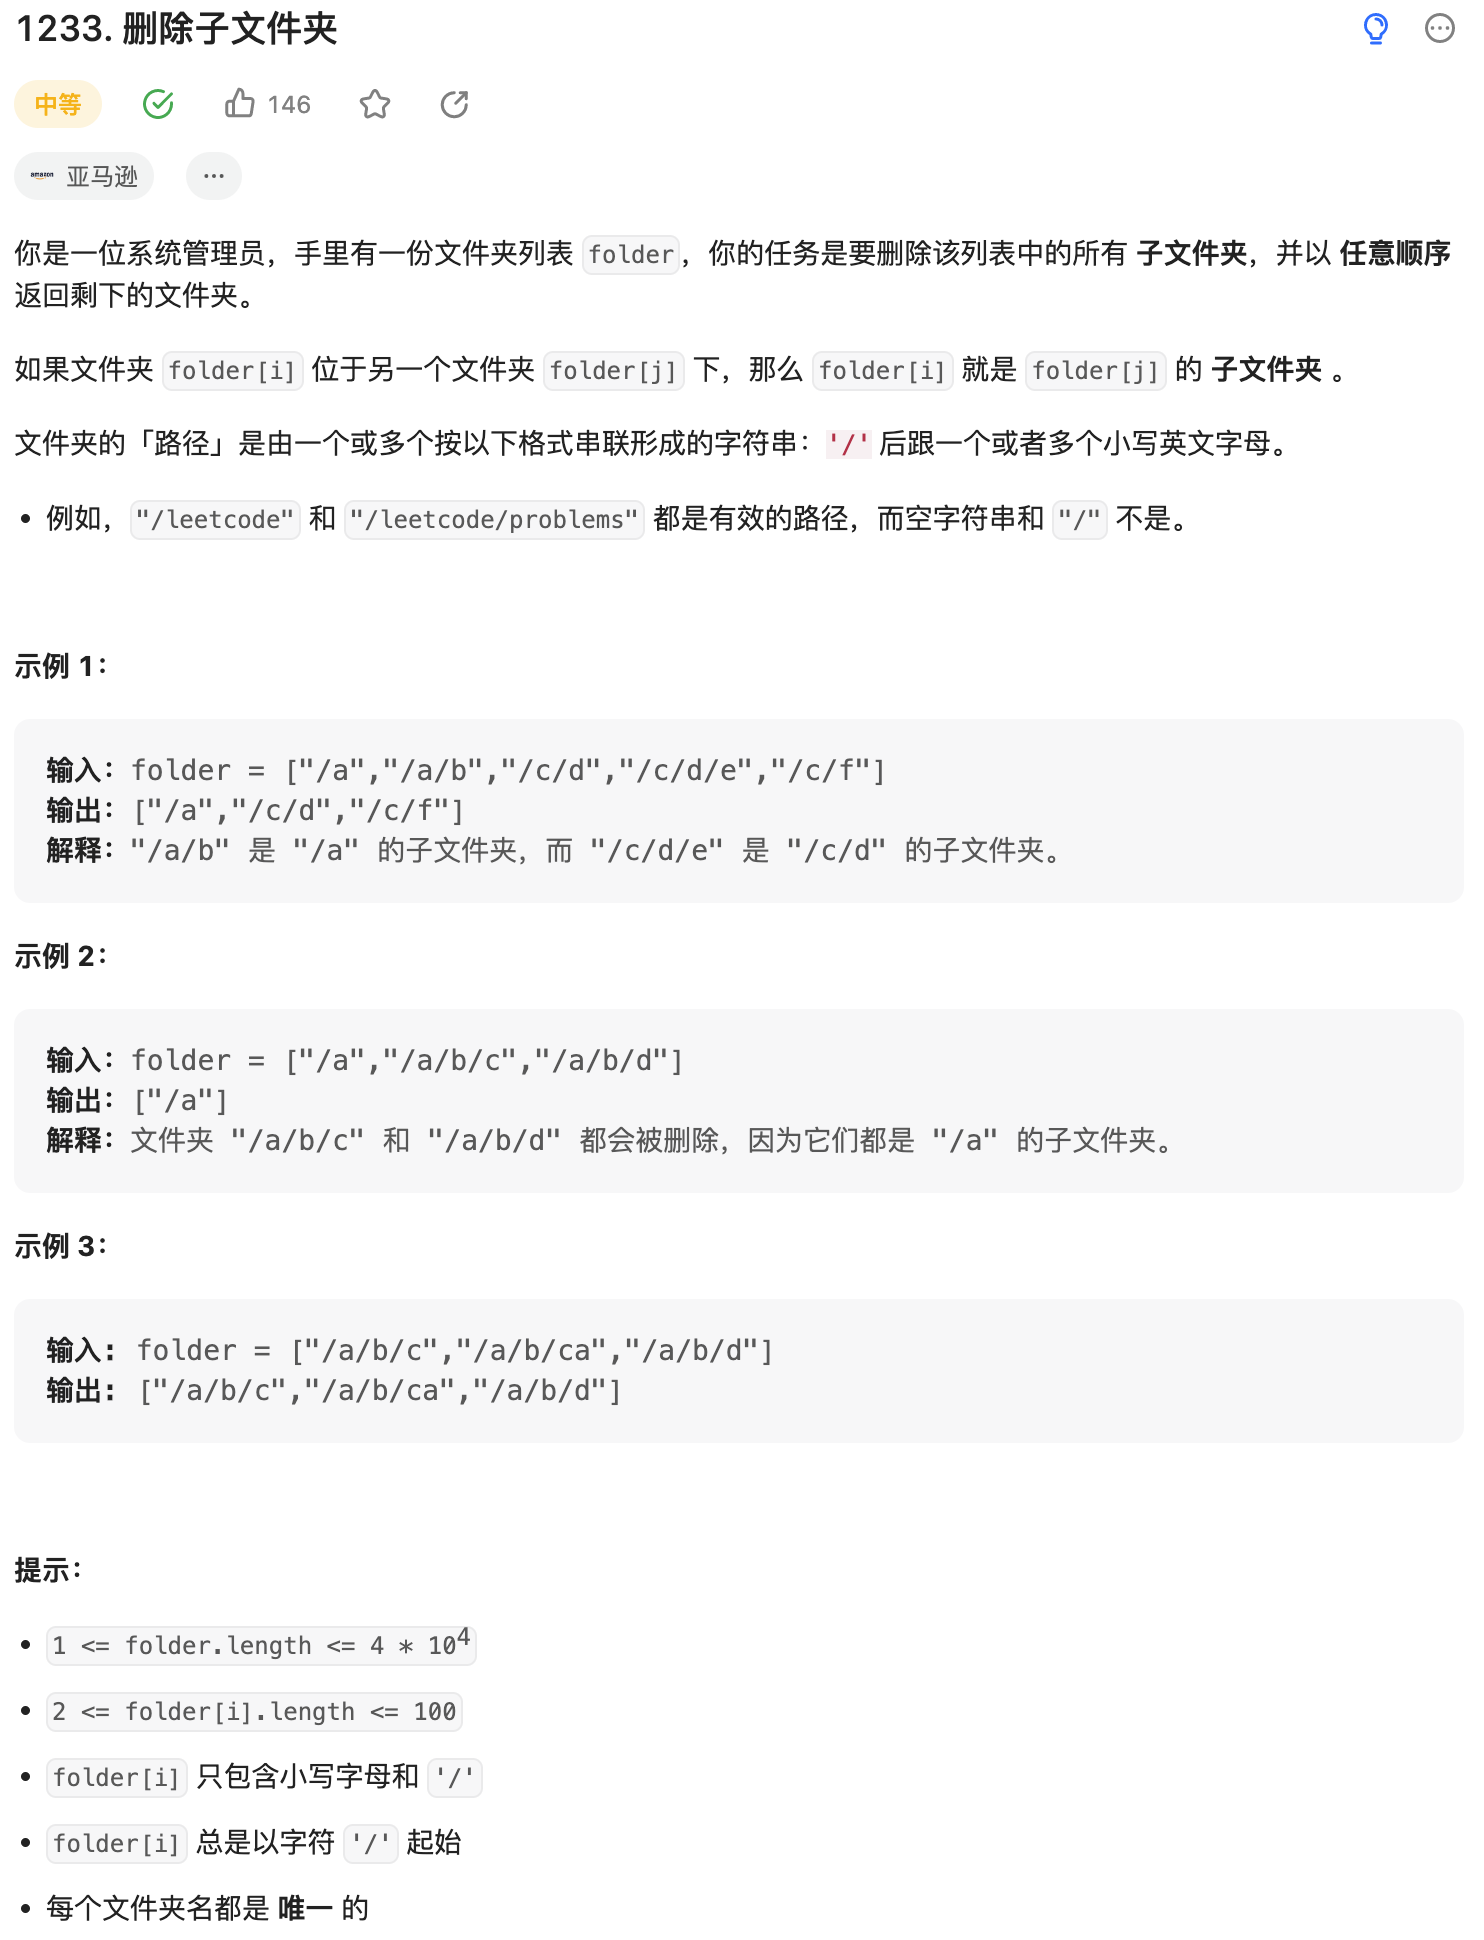 1233. 删除子文件夹
中等 146
amazon 亚马逊 ...
你是一位系统管理员，手里有一份文件夹列表 folder，你的任务是要删除该列表中的所有 子文件夹，并以 任意顺序
返回剩下的文件夹。
如果文件夹 folder[i] 位于另一个文件夹 folder[j] 下，那么 folder[i] 就是 folder[j] 的 子文件夹 。
文件夹的「路径」是由一个或多个按以下格式串联形成的字符串：'/' 后跟一个或者多个小写英文字母。
• 例如，"/leetcode" 和 "/leetcode/problems" 都是有效的路径，而空字符串和 "/" 不是。
示例 1：
输入：folder = ["/a","/a/b","/c/d","/c/d/e","/c/f"]
输出：["/a","/c/d","/c/f"]
解释："/a/b" 是 "/a" 的子文件夹，而 "/c/d/e" 是 "/c/d" 的子文件夹。
示例 2：
输入：folder = ["/a","/a/b/c","/a/b/d"]
输出：["/a"]
解释：文件夹 "/a/b/c" 和 "/a/b/d" 都会被删除，因为它们都是 "/a" 的子文件夹。
示例 3：
输入: folder = ["/a/b/c","/a/b/ca","/a/b/d"]
输出: ["/a/b/c","/a/b/ca","/a/b/d"]
提示：
• 1 <= folder.length <= 4 * 10⁴
• 2 <= folder[i].length <= 100
• folder[i] 只包含小写字母和 '/'
• folder[i] 总是以字符 '/' 起始
• 每个文件夹名都是 唯一 的